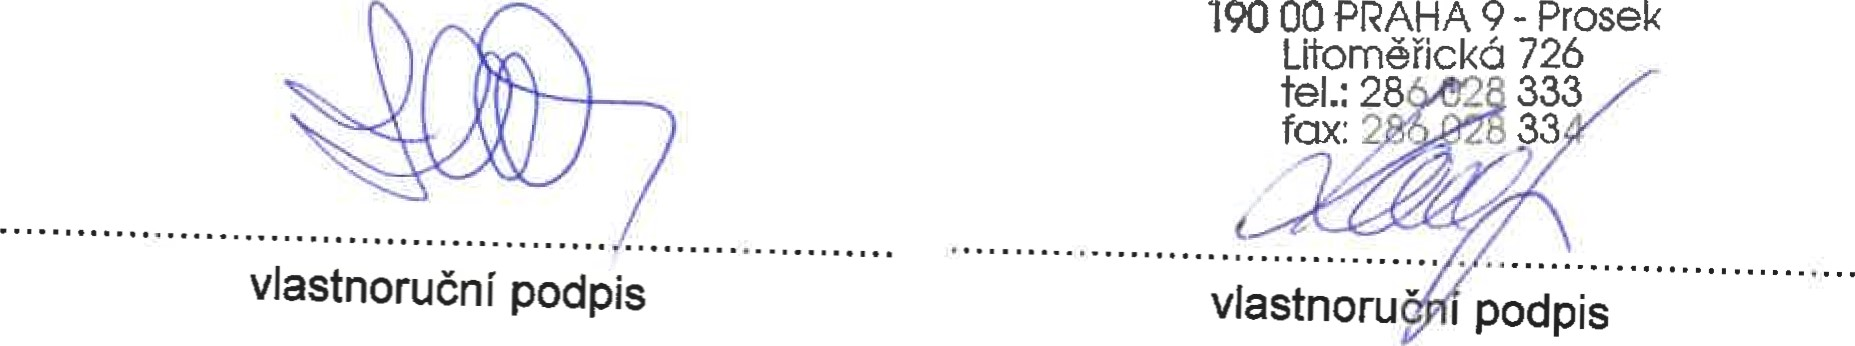 190 00 PRAHA 9 - Prosek
Litoměřická 726
tel.: 286 028 333
fax: 286 028 334
vlastnoruční podpis
vlastnoruční podpis